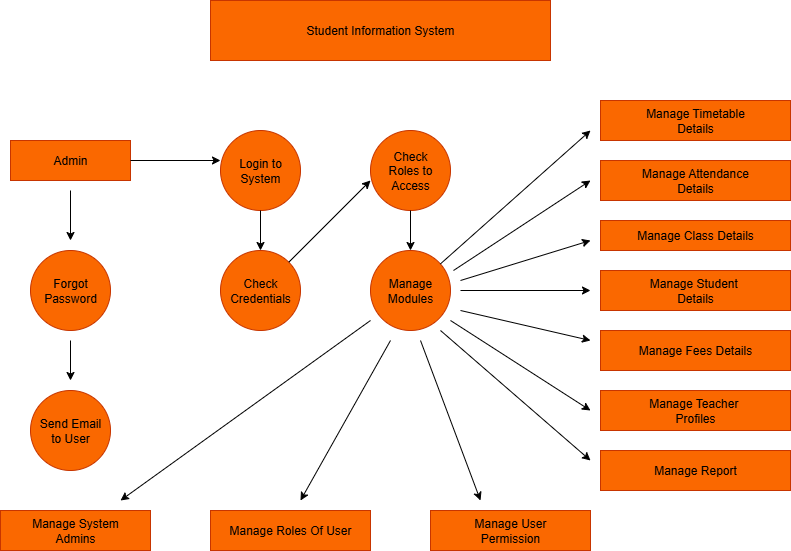 Student Information System
Admin
Login to
System
Check
Roles to
Access
Manage Timetable
Details
Manage Attendance
Details
Manage Class Details
Forgot
Password
Check
Credentials
Manage
Modules
Manage Student
Details
Manage Fees Details
Send Email
to User
Manage Teacher
Profiles
Manage Report
Manage System
Admins
Manage Roles Of User
Manage User
Permission